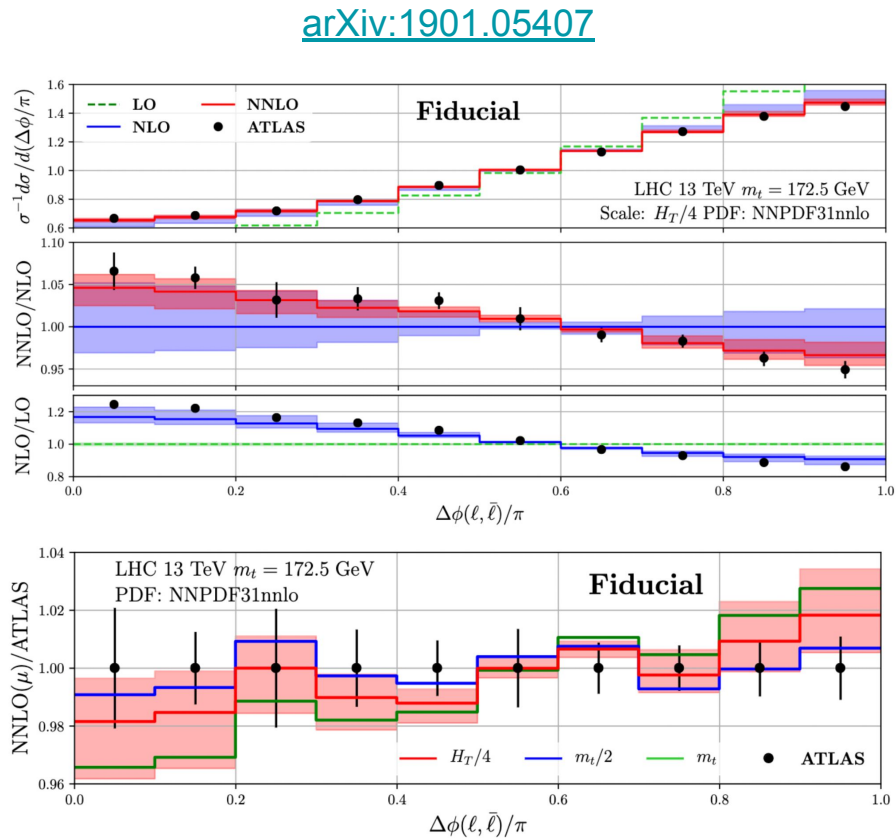 arXiv:1901.05407
σ⁻¹dσ/d(Δϕ/π)
1.6
1.4
1.2
1.0
0.8
0.6
LO
NNLO
NLO
ATLAS
Fiducial
LHC 13 TeV mₜ = 172.5 GeV
Scale: H_T/4 PDF: NNPDF31nnlo
NNLO/NLO
1.10
1.05
1.00
0.95
NLO/LO
1.2
1.0
0.8
0.0 0.2 0.4 0.6 0.8 1.0
Δϕ(ℓ, ℓ̄)/π
NNLO(μ)/ATLAS
1.04
1.02
1.00
0.98
0.96
LHC 13 TeV mₜ = 172.5 GeV
PDF: NNPDF31nnlo
Fiducial
H_T/4 mₜ/2 mₜ ATLAS
0.0 0.2 0.4 0.6 0.8 1.0
Δϕ(ℓ, ℓ̄)/π